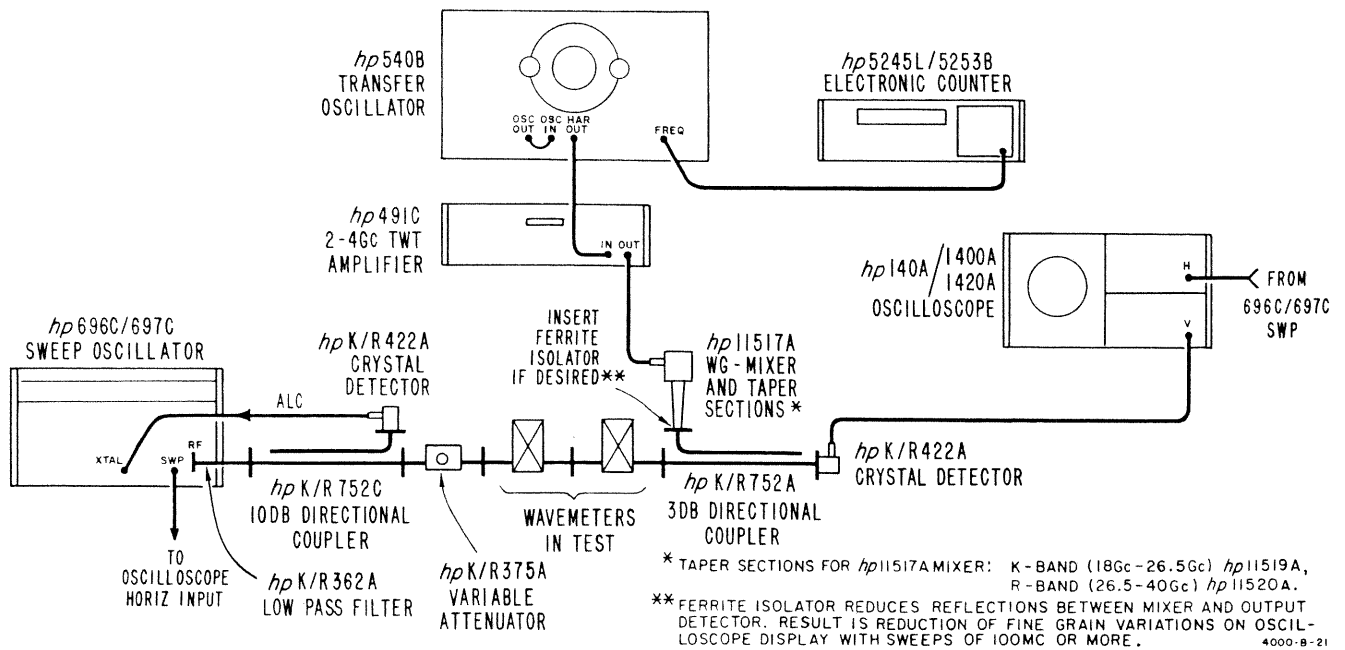 hp 540B
TRANSFER
OSCILLATOR
OSC OSC HAR
OUT IN OUT
FREQ
hp 5245L/5253B
ELECTRONIC COUNTER
hp 491C
2-4Gc TWT
AMPLIFIER
IN OUT
hp 140A/1400A
1420A
OSCILLOSCOPE
H
V
FROM
696C/697C
SWP
hp 696C/697C
SWEEP OSCILLATOR
XTAL
SWP
RF
ALC
hp K/R422A
CRYSTAL
DETECTOR
INSERT
FERRITE
ISOLATOR
IF DESIRED**
hp 11517A
WG-MIXER
AND TAPER
SECTIONS*
hp K/R422A
CRYSTAL DETECTOR
hp K/R752C
10DB DIRECTIONAL
COUPLER
WAVEMETERS
IN TEST
hp K/R752A
3DB DIRECTIONAL
COUPLER
TO
OSCILLOSCOPE
HORIZ INPUT
hp K/R362A
LOW PASS FILTER
hp K/R375A
VARIABLE
ATTENUATOR
* TAPER SECTIONS FOR hp 11517A MIXER: K-BAND (18Gc-26.5Gc) hp 11519A,
R-BAND (26.5-40Gc) hp 11520A.
** FERRITE ISOLATOR REDUCES REFLECTIONS BETWEEN MIXER AND OUTPUT
DETECTOR. RESULT IS REDUCTION OF FINE GRAIN VARIATIONS ON OSCIL-
LOSCOPE DISPLAY WITH SWEEPS OF 100MC OR MORE.
4000-B-21